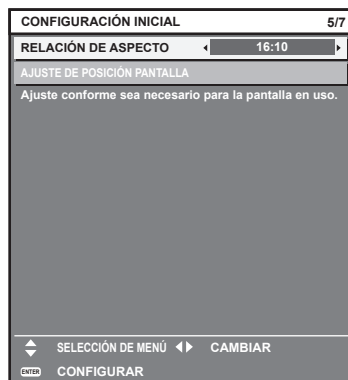 CONFIGURACIÓN INICIAL 5/7
RELACIÓN DE ASPECTO 16:10
AJUSTE DE POSICIÓN PANTALLA
Ajuste conforme sea necesario para la pantalla en uso.
SELECCIÓN DE MENÚ CAMBIAR
ENTER CONFIGURAR